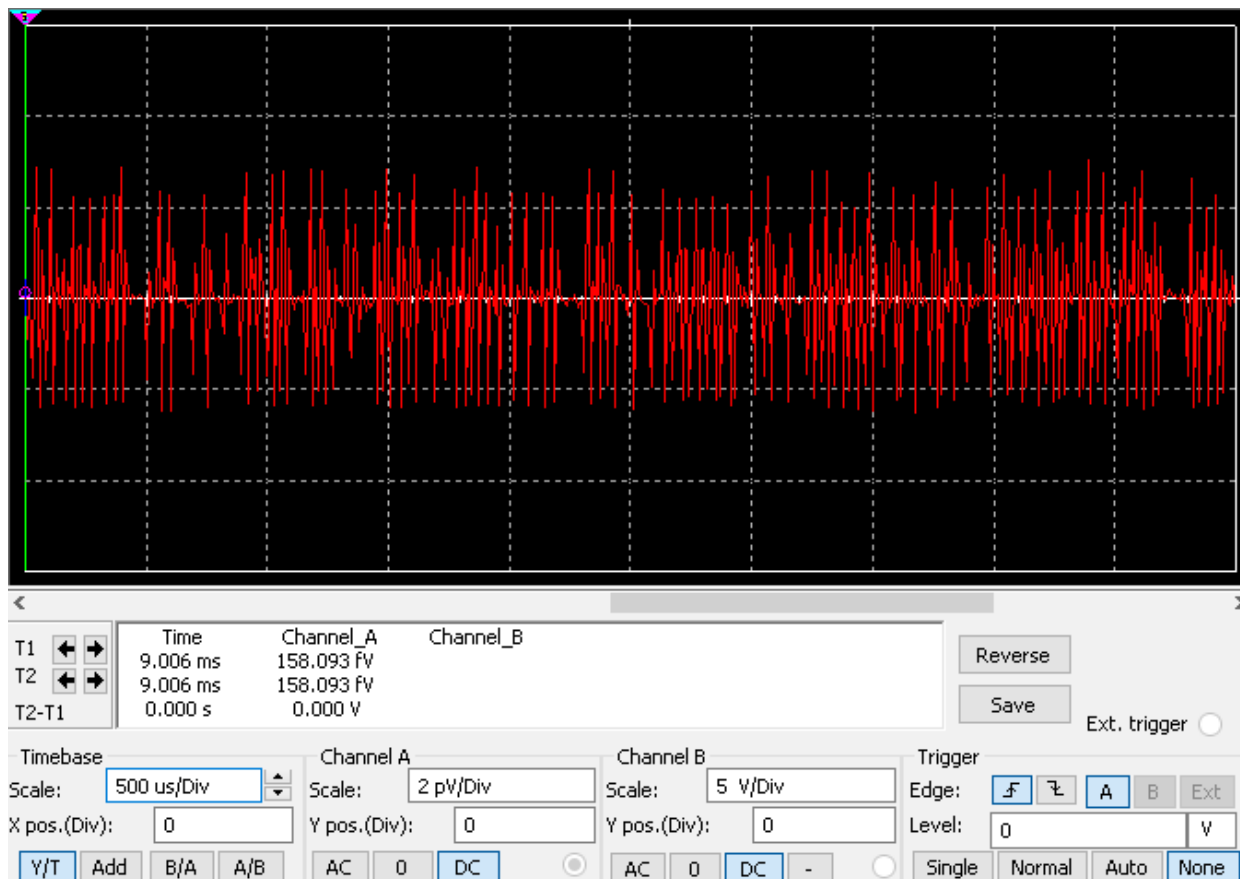 Time Channel_A Channel_B
T1 9.006 ms 158.093 fV
T2 9.006 ms 158.093 fV
T2-T1 0.000 s 0.000 V
Reverse
Save
Ext. trigger
Timebase Channel A Channel B Trigger
Scale: 500 us/Div Scale: 2 pV/Div Scale: 5 V/Div Edge: A B Ext
X pos.(Div): 0 Y pos.(Div): 0 Y pos.(Div): 0 Level: 0 V
Y/T Add B/A A/B AC 0 DC AC 0 DC - Single Normal Auto None